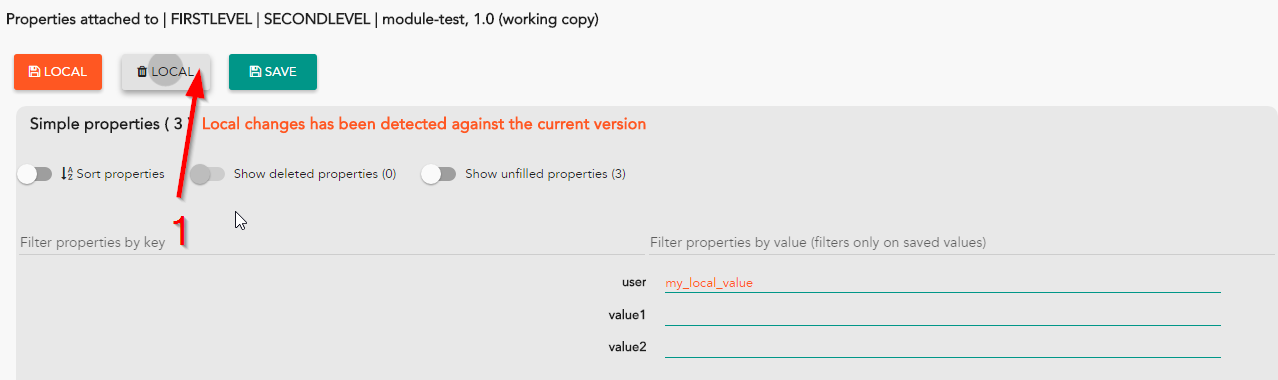 Properties attached to | FIRSTLEVEL | SECONDLEVEL | module-test, 1.0 (working copy)
LOCAL LOCAL SAVE
Simple properties ( 3 ) Local changes has been detected against the current version
Sort properties Show deleted properties (0) Show unfilled properties (3)
1
Filter properties by key Filter properties by value (filters only on saved values)
user my_local_value
value1
value2